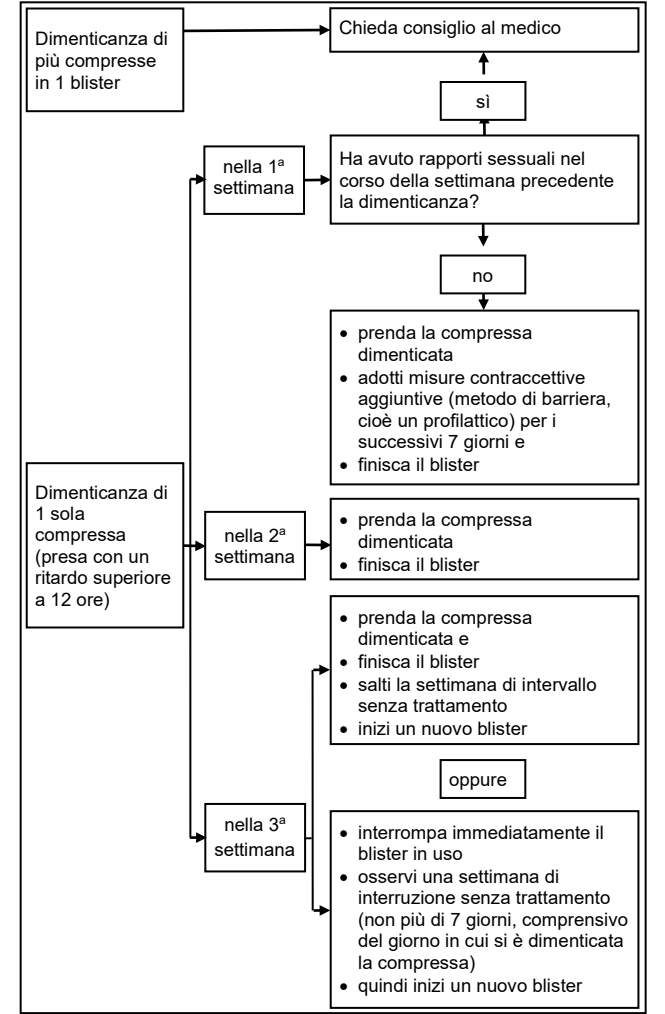 Dimenticanza di
più compresse
in 1 blister
Chieda consiglio al medico
sì
nella 1ª
settimana
Ha avuto rapporti sessuali nel
corso della settimana precedente
la dimenticanza?
no
• prenda la compressa
dimenticata
• adotti misure contraccettive
aggiuntive (metodo di barriera,
cioè un profilattico) per i
successivi 7 giorni e
• finisca il blister
Dimenticanza di
1 sola
compressa
(presa con un
ritardo superiore
a 12 ore)
nella 2ª
settimana
• prenda la compressa
dimenticata
• finisca il blister
• prenda la compressa
dimenticata e
• finisca il blister
• salti la settimana di intervallo
senza trattamento
• inizi un nuovo blister
oppure
nella 3ª
settimana
• interrompa immediatamente il
blister in uso
• osservi una settimana di
interruzione senza trattamento
(non più di 7 giorni, comprensivo
del giorno in cui si è dimenticata
la compressa)
• quindi inizi un nuovo blister